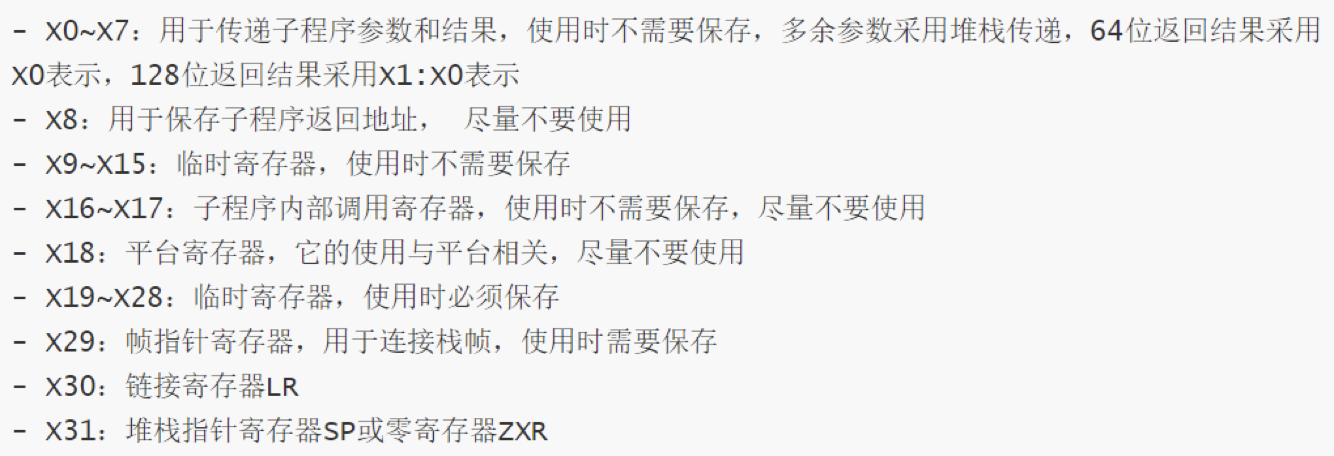 - X0~X7：用于传递子程序参数和结果，使用时不需要保存，多余参数采用堆栈传递，64位返回结果采用
X0表示，128位返回结果采用X1:X0表示
- X8：用于保存子程序返回地址， 尽量不要使用
- X9~X15：临时寄存器，使用时不需要保存
- X16~X17：子程序内部调用寄存器，使用时不需要保存，尽量不要使用
- X18：平台寄存器，它的使用与平台相关，尽量不要使用
- X19~X28：临时寄存器，使用时必须保存
- X29：帧指针寄存器，用于连接栈帧，使用时需要保存
- X30：链接寄存器LR
- X31：堆栈指针寄存器SP或零寄存器ZXR